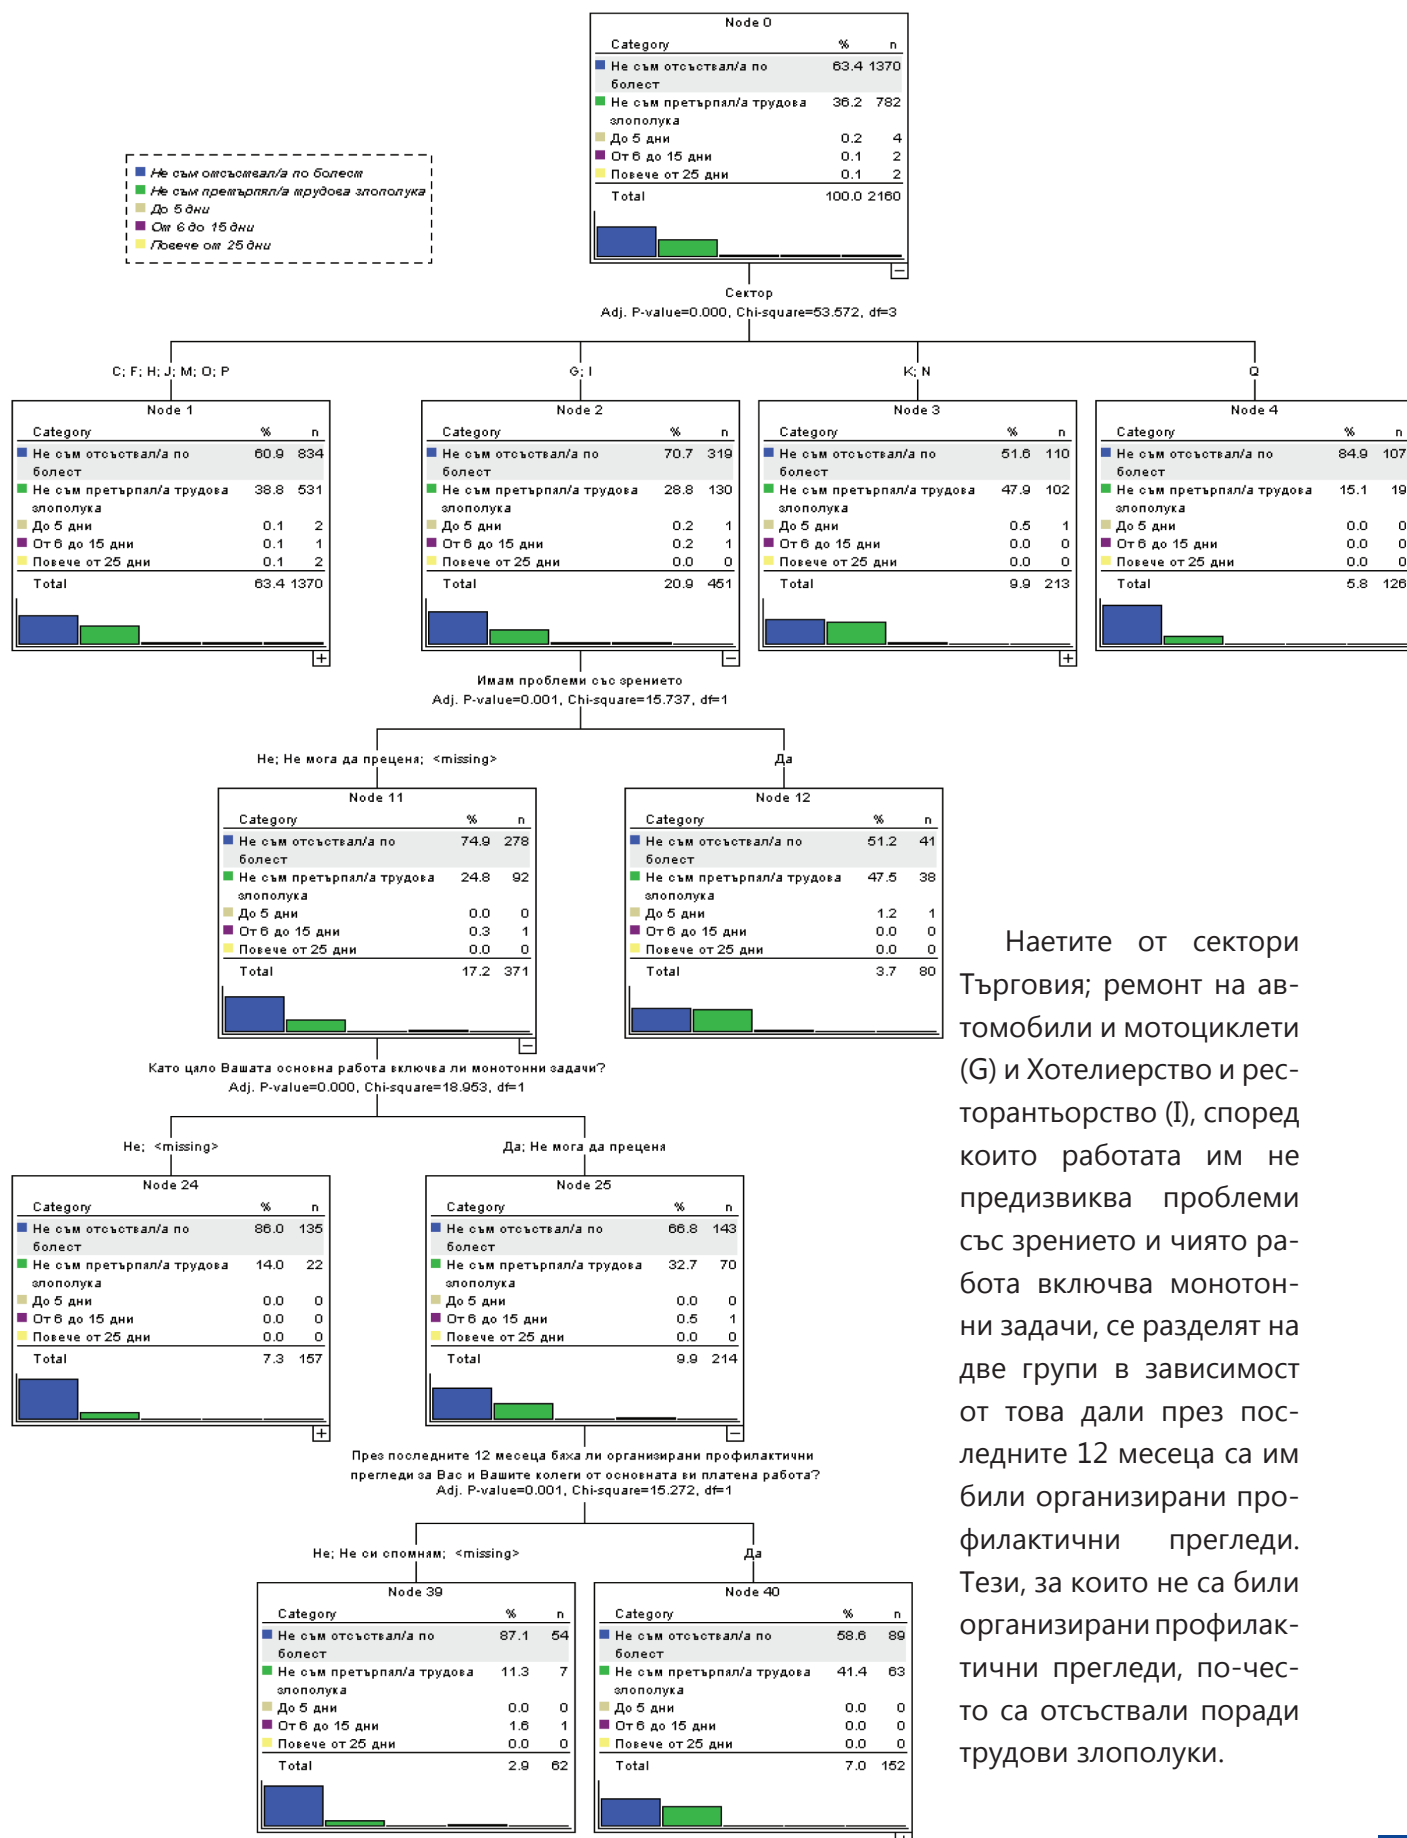 Node 0
Category % n
Не съм отсъствал/а по 63.4 1370
болест
Не съм претърпял/а трудова 36.2 782
злополука
До 5 дни 0.2 4
От 6 до 15 дни 0.1 2
Повече от 25 дни 0.1 2
Total 100.0 2160
Не съм отсъствал/а по болест
Не съм претърпял/а трудова злополука
До 5 дни
От 6 до 15 дни
Повече от 25 дни
Сектор
Adj. P-value=0.000, Chi-square=53.572, df=3
C; F; H; J; M; O; P
G; I
K; N
Q
Node 1
Category % n
Не съм отсъствал/а по 60.9 834
болест
Не съм претърпял/а трудова 38.8 531
злополука
До 5 дни 0.1 2
От 6 до 15 дни 0.1 1
Повече от 25 дни 0.1 2
Total 63.4 1370
Node 2
Category % n
Не съм отсъствал/а по 70.7 319
болест
Не съм претърпял/а трудова 28.8 130
злополука
До 5 дни 0.2 1
От 6 до 15 дни 0.2 1
Повече от 25 дни 0.0 0
Total 20.9 451
Node 3
Category % n
Не съм отсъствал/а по 51.6 110
болест
Не съм претърпял/а трудова 47.9 102
злополука
До 5 дни 0.5 1
От 6 до 15 дни 0.0 0
Повече от 25 дни 0.0 0
Total 9.9 213
Node 4
Category % n
Не съм отсъствал/а по 84.9 107
болест
Не съм претърпял/а трудова 15.1 19
злополука
До 5 дни 0.0 0
От 6 до 15 дни 0.0 0
Повече от 25 дни 0.0 0
Total 5.8 126
Имам проблеми със зрението
Adj. P-value=0.001, Chi-square=15.737, df=1
Не; Не мога да преценя; <missing>
Да
Node 11
Category % n
Не съм отсъствал/а по 74.9 278
болест
Не съм претърпял/а трудова 24.8 92
злополука
До 5 дни 0.0 0
От 6 до 15 дни 0.3 1
Повече от 25 дни 0.0 0
Total 17.2 371
Node 12
Category % n
Не съм отсъствал/а по 51.2 41
болест
Не съм претърпял/а трудова 47.5 38
злополука
До 5 дни 1.2 1
От 6 до 15 дни 0.0 0
Повече от 25 дни 0.0 0
Total 3.7 80
Като цяло Вашата основна работа включва ли монотонни задачи?
Adj. P-value=0.000, Chi-square=18.953, df=1
Не; <missing>
Да; Не мога да преценя
Node 24
Category % n
Не съм отсъствал/а по 86.0 135
болест
Не съм претърпял/а трудова 14.0 22
злополука
До 5 дни 0.0 0
От 6 до 15 дни 0.0 0
Повече от 25 дни 0.0 0
Total 7.3 157
Node 25
Category % n
Не съм отсъствал/а по 66.8 143
болест
Не съм претърпял/а трудова 32.7 70
злополука
До 5 дни 0.0 0
От 6 до 15 дни 0.5 1
Повече от 25 дни 0.0 0
Total 9.9 214
През последните 12 месеца бяха ли организирани профилактични
прегледи за Вас и Вашите колеги от основната ви платена работа?
Adj. P-value=0.001, Chi-square=15.272, df=1
Не; Не си спомням; <missing>
Да
Node 39
Category % n
Не съм отсъствал/а по 87.1 54
болест
Не съм претърпял/а трудова 11.3 7
злополука
До 5 дни 0.0 0
От 6 до 15 дни 1.6 1
Повече от 25 дни 0.0 0
Total 2.9 62
Node 40
Category % n
Не съм отсъствал/а по 58.6 89
болест
Не съм претърпял/а трудова 41.4 63
злополука
До 5 дни 0.0 0
От 6 до 15 дни 0.0 0
Повече от 25 дни 0.0 0
Total 7.0 152
Наетите от сектори
Търговия; ремонт на ав-
томобили и мотоциклети
(G) и Хотелиерство и рес-
торантьорство (I), според
които работата им не
предизвиква проблеми
със зрението и чиято ра-
бота включва монотон-
ни задачи, се разделят на
две групи в зависимост
от това дали през пос-
ледните 12 месеца са им
били организирани про-
филактични прегледи.
Тези, за които не са били
организирани профилак-
тични прегледи, по-чес-
то са отсъствали поради
трудови злополуки.